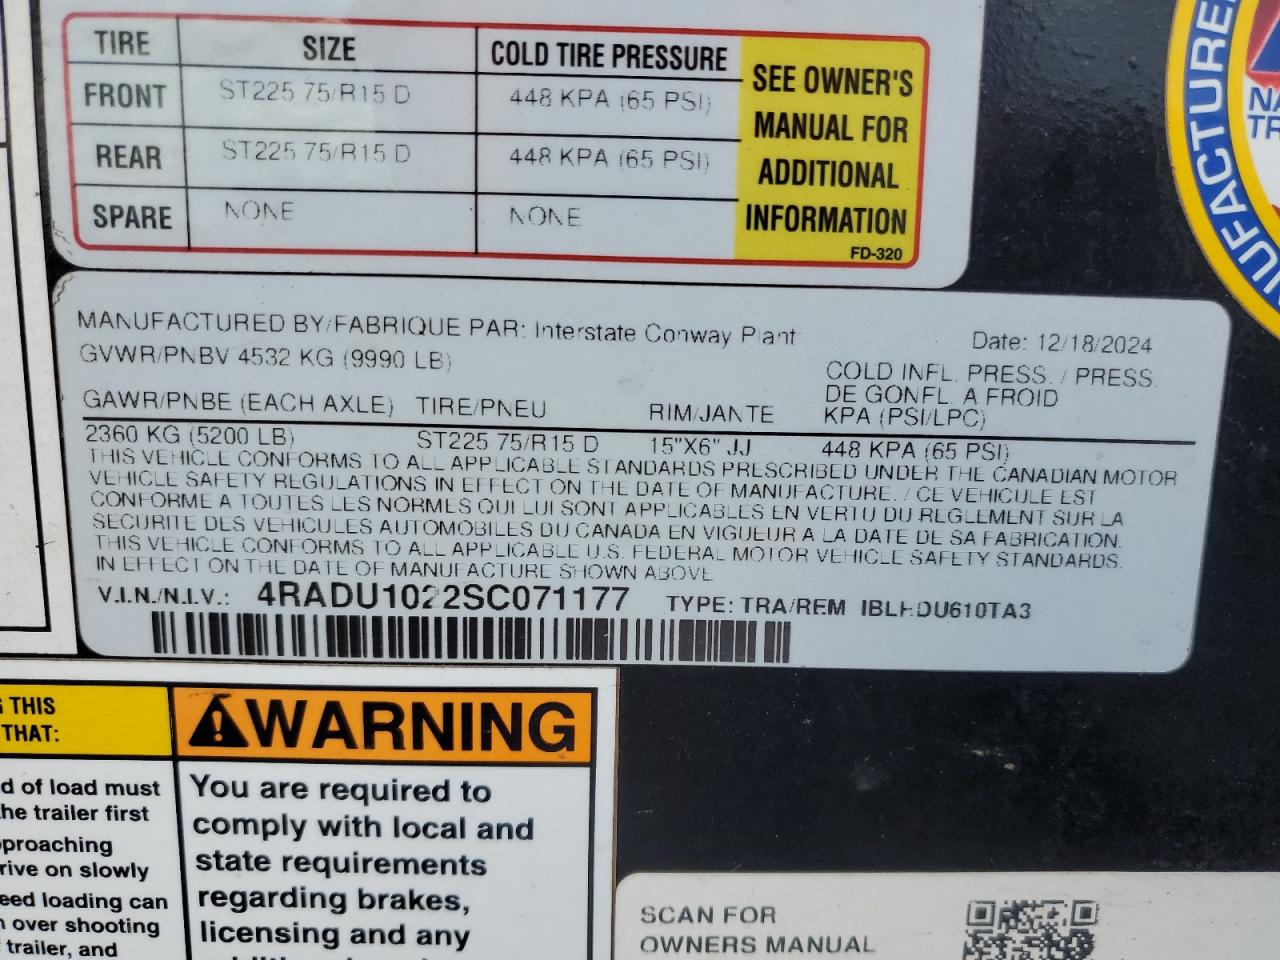 TIRE SIZE COLD TIRE PRESSURE
FRONT ST225 75/R15 D 448 KPA (65 PSI)
REAR ST225 75/R15 D 448 KPA (65 PSI)
SPARE NONE NONE
SEE OWNER'S
MANUAL FOR
ADDITIONAL
INFORMATION
FD-320
MANUFACTURED BY/FABRIQUE PAR: Interstate Conway Plant Date: 12/18/2024
GVWR/PNBV 4532 KG (9990 LB)
COLD INFL. PRESS. / PRESS.
DE GONFL. A FROID
GAWR/PNBE (EACH AXLE) TIRE/PNEU RIM/JANTE KPA (PSI/LPC)
2360 KG (5200 LB) ST225 75/R15 D 15"X6" JJ 448 KPA (65 PSI)
THIS VEHICLE CONFORMS TO ALL APPLICABLE STANDARDS PRESCRIBED UNDER THE CANADIAN MOTOR
VEHICLE SAFETY REGULATIONS IN EFFECT ON THE DATE OF MANUFACTURE. / CE VEHICULE EST
CONFORME A TOUTES LES NORMES QUI LUI SONT APPLICABLES EN VERTU DU REGLEMENT SUR LA
SECURITE DES VEHICULES AUTOMOBILES DU CANADA EN VIGUEUR A LA DATE DE SA FABRICATION.
THIS VEHICLE CONFORMS TO ALL APPLICABLE U.S. FEDERAL MOTOR VEHICLE SAFETY STANDARDS.
IN EFFECT ON THE DATE OF MANUFACTURE SHOWN ABOVE
V.I.N./N.I.V.: 4RADU1022SC071177 TYPE: TRA/REM IBLHDU610TA3
THIS
THAT:
d of load must
the trailer first
pproaching
rive on slowly
eed loading can
over shooting
trailer, and
WARNING
You are required to
comply with local and
state requirements
regarding brakes,
licensing and any
SCAN FOR
OWNERS MANUAL
NA
TR
NUFACTURE